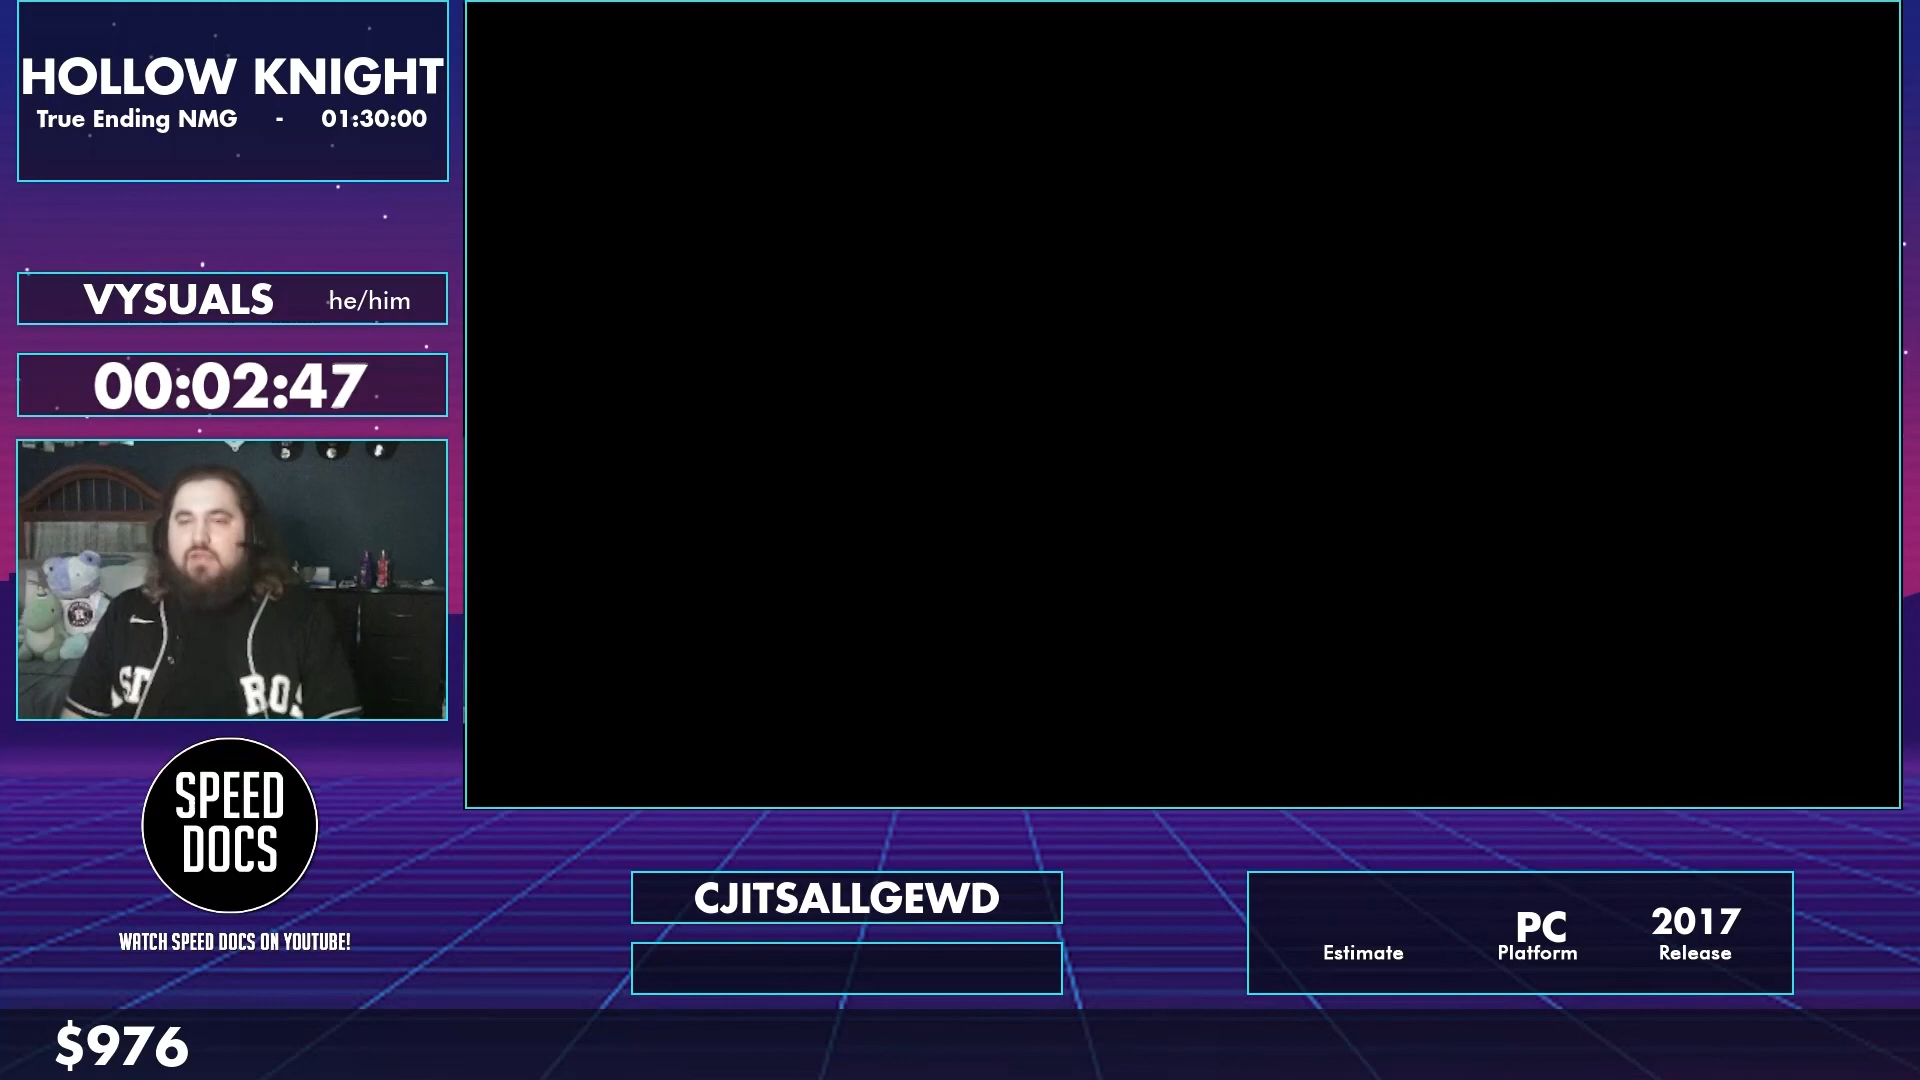 HOLLOW KNIGHT
True Ending NMG - 01:30:00
VYSUALS he/him
00:02:47
SPEED
DOCS
WATCH SPEED DOCS ON YOUTUBE!
CJITSALLGEWD
Estimate
PC
Platform
2017
Release
$976